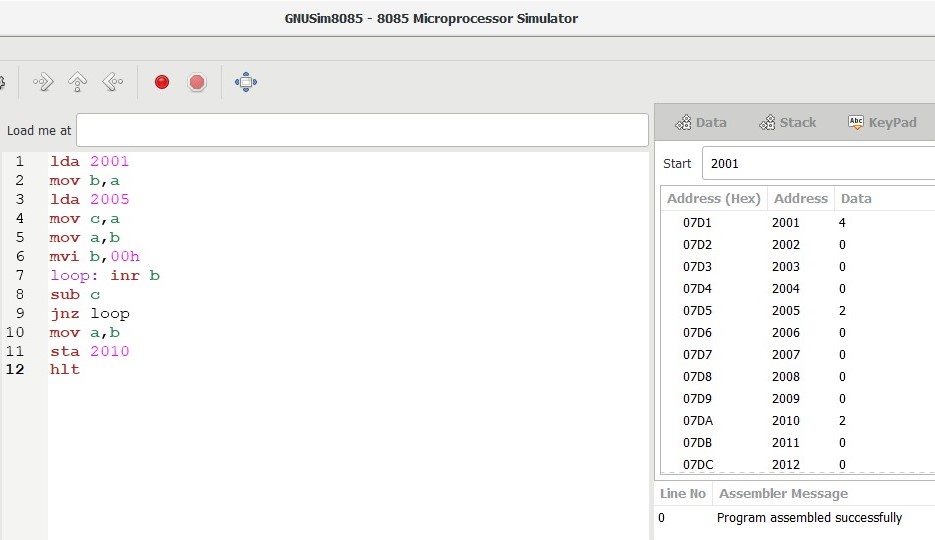 GNUSim8085 - 8085 Microprocessor Simulator
Load me at
1 lda 2001
2 mov b,a
3 lda 2005
4 mov c,a
5 mov a,b
6 mvi b,00h
7 loop: inr b
8 sub c
9 jnz loop
10 mov a,b
11 sta 2010
12 hlt
Data Stack Abc KeyPad
Start 2001
Address (Hex) Address Data
07D1 2001 4
07D2 2002 0
07D3 2003 0
07D4 2004 0
07D5 2005 2
07D6 2006 0
07D7 2007 0
07D8 2008 0
07D9 2009 0
07DA 2010 2
07DB 2011 0
07DC 2012 0
Line No Assembler Message
0 Program assembled successfully